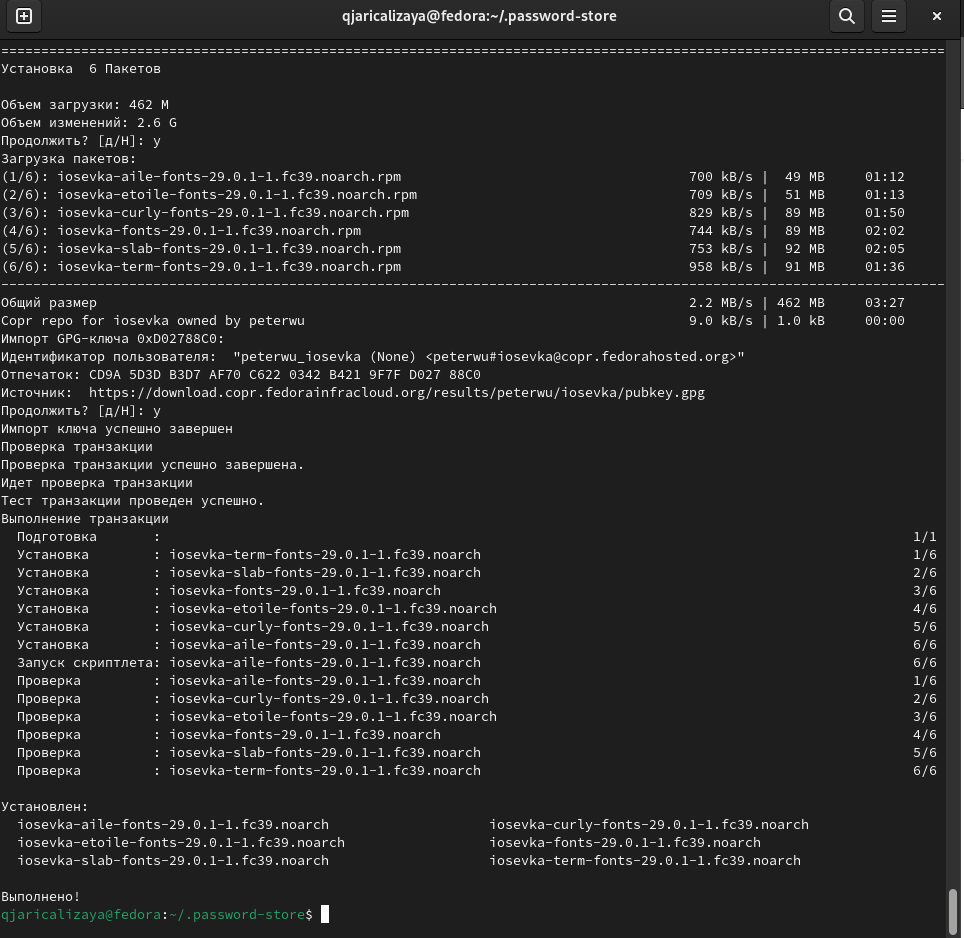 qjaricalizaya@fedora:~/.password-store
================================================================================
Установка  6 Пакетов
Объем загрузки: 462 M
Объем изменений: 2.6 G
Продолжить? [д/Н]: y
Загрузка пакетов:
(1/6): iosevka-aile-fonts-29.0.1-1.fc39.noarch.rpm 700 kB/s |  49 MB     01:12
(2/6): iosevka-etoile-fonts-29.0.1-1.fc39.noarch.rpm 709 kB/s |  51 MB     01:13
(3/6): iosevka-curly-fonts-29.0.1-1.fc39.noarch.rpm 829 kB/s |  89 MB     01:50
(4/6): iosevka-fonts-29.0.1-1.fc39.noarch.rpm 744 kB/s |  89 MB     02:02
(5/6): iosevka-slab-fonts-29.0.1-1.fc39.noarch.rpm 753 kB/s |  92 MB     02:05
(6/6): iosevka-term-fonts-29.0.1-1.fc39.noarch.rpm 958 kB/s |  91 MB     01:36
--------------------------------------------------------------------------------
Общий размер 2.2 MB/s | 462 MB     03:27
Copr repo for iosevka owned by peterwu 9.0 kB/s | 1.0 kB     00:00
Импорт GPG-ключа 0xD02788C0:
Идентификатор пользователя:  "peterwu_iosevka (None) <peterwu#iosevka@copr.fedorahosted.org>"
Отпечаток: CD9A 5D3D B3D7 AF70 C622 0342 B421 9F7F D027 88C0
Источник:  https://download.copr.fedorainfracloud.org/results/peterwu/iosevka/pubkey.gpg
Продолжить? [д/Н]: y
Импорт ключа успешно завершен
Проверка транзакции
Проверка транзакции успешно завершена.
Идет проверка транзакции
Тест транзакции проведен успешно.
Выполнение транзакции
Подготовка       : 1/1
Установка        : iosevka-term-fonts-29.0.1-1.fc39.noarch 1/6
Установка        : iosevka-slab-fonts-29.0.1-1.fc39.noarch 2/6
Установка        : iosevka-fonts-29.0.1-1.fc39.noarch 3/6
Установка        : iosevka-etoile-fonts-29.0.1-1.fc39.noarch 4/6
Установка        : iosevka-curly-fonts-29.0.1-1.fc39.noarch 5/6
Установка        : iosevka-aile-fonts-29.0.1-1.fc39.noarch 6/6
Запуск скриптлета: iosevka-aile-fonts-29.0.1-1.fc39.noarch 6/6
Проверка         : iosevka-aile-fonts-29.0.1-1.fc39.noarch 1/6
Проверка         : iosevka-curly-fonts-29.0.1-1.fc39.noarch 2/6
Проверка         : iosevka-etoile-fonts-29.0.1-1.fc39.noarch 3/6
Проверка         : iosevka-fonts-29.0.1-1.fc39.noarch 4/6
Проверка         : iosevka-slab-fonts-29.0.1-1.fc39.noarch 5/6
Проверка         : iosevka-term-fonts-29.0.1-1.fc39.noarch 6/6
Установлен:
iosevka-aile-fonts-29.0.1-1.fc39.noarch iosevka-curly-fonts-29.0.1-1.fc39.noarch
iosevka-etoile-fonts-29.0.1-1.fc39.noarch iosevka-fonts-29.0.1-1.fc39.noarch
iosevka-slab-fonts-29.0.1-1.fc39.noarch iosevka-term-fonts-29.0.1-1.fc39.noarch
Выполнено!
qjaricalizaya@fedora:~/.password-store$